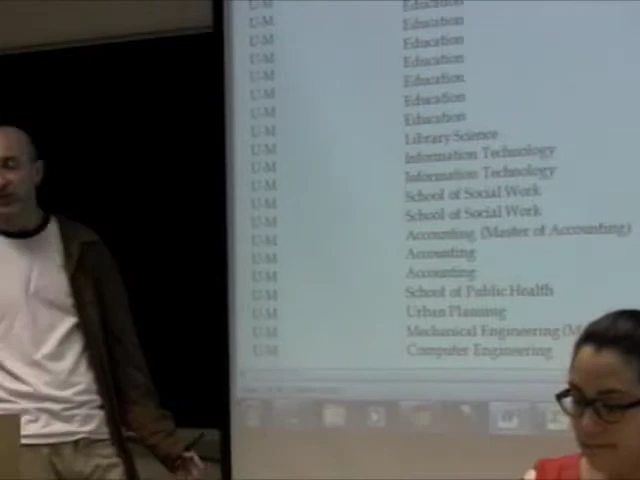 U-M Education
U-M Education
U-M Education
U-M Education
U-M Education
U-M Education
U-M Education
U-M Library Science
U-M Information Technology
U-M Information Technology
U-M School of Social Work
U-M School of Social Work
U-M Accounting (Master of Accounting)
U-M Accounting
U-M Accounting
U-M School of Public Health
U-M Urban Planning
U-M Mechanical Engineering (M
U-M Computer Engineering